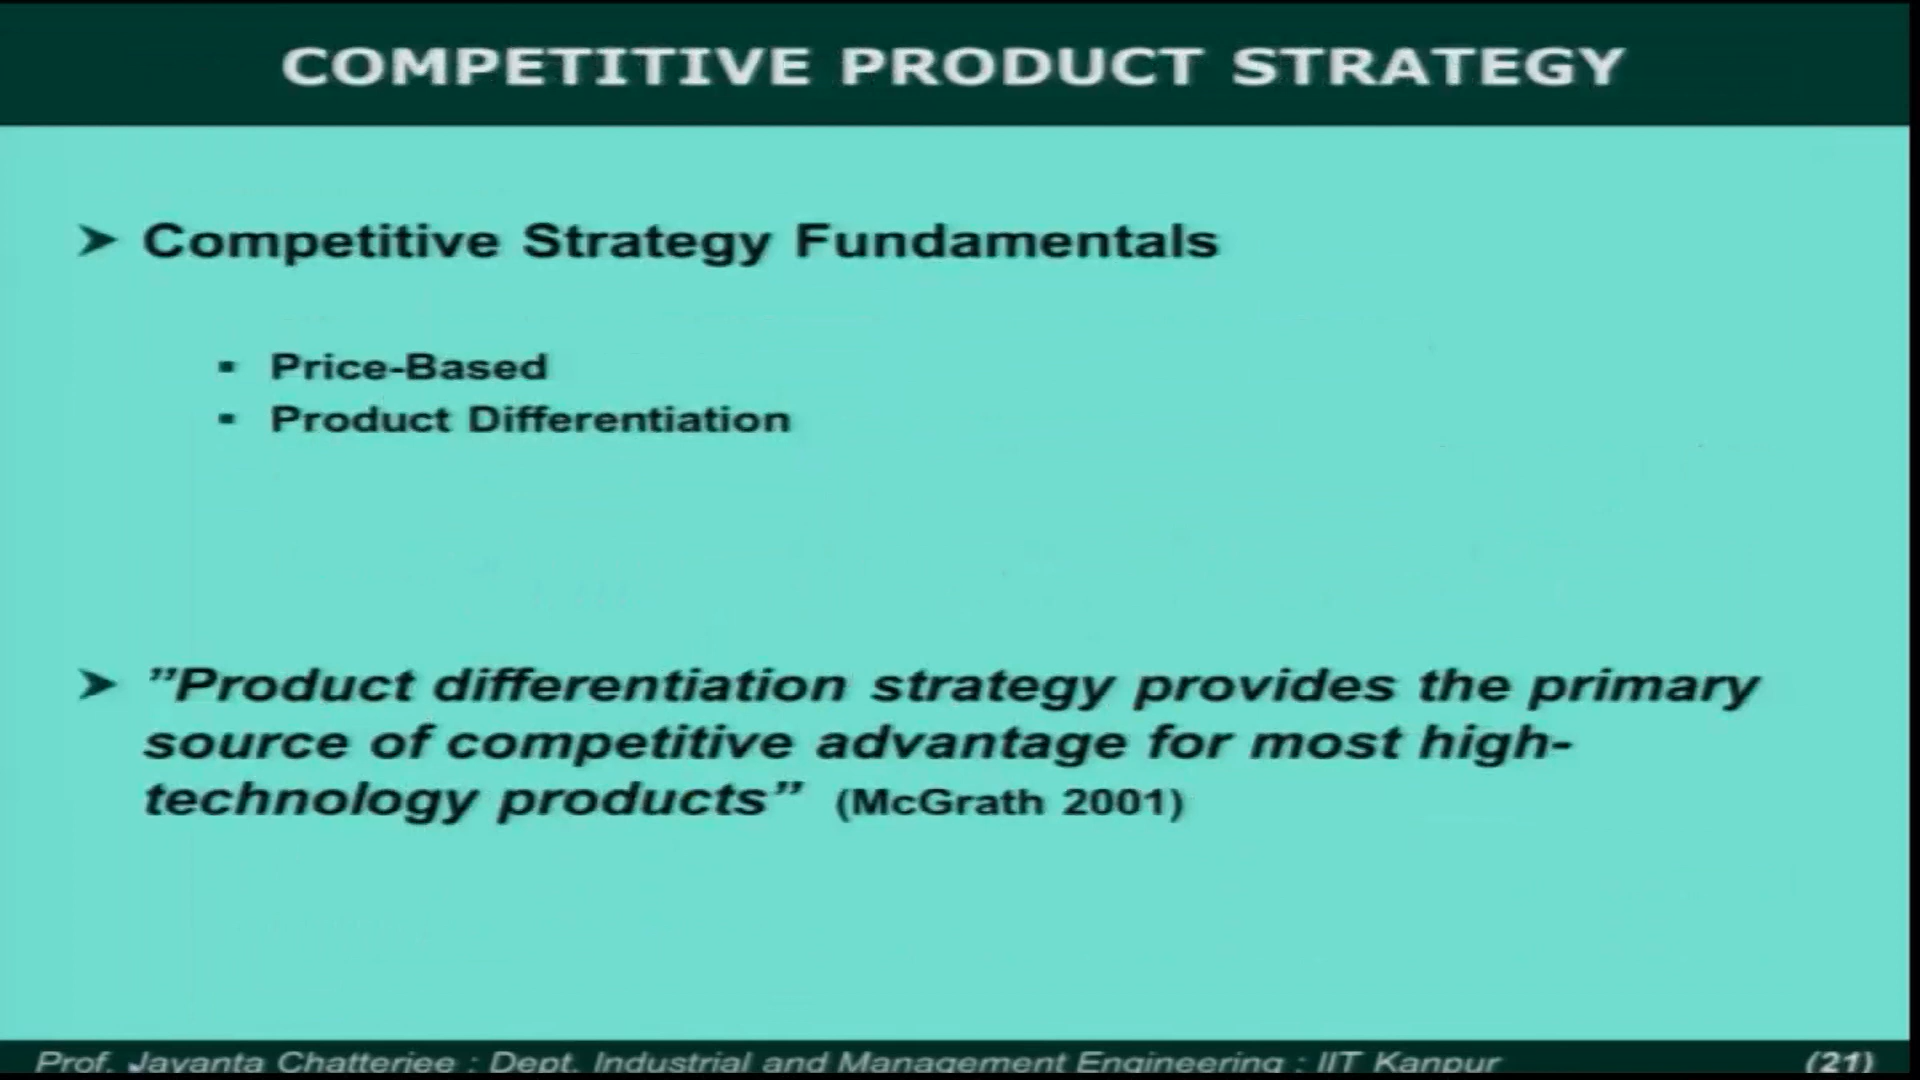 COMPETITIVE PRODUCT STRATEGY
➤ Competitive Strategy Fundamentals
▪ Price-Based
▪ Product Differentiation
➤ ”Product differentiation strategy provides the primary
source of competitive advantage for most high-
technology products” (McGrath 2001)
Prof. Jayanta Chatterjee : Dept. Industrial and Management Engineering : IIT Kanpur (21)